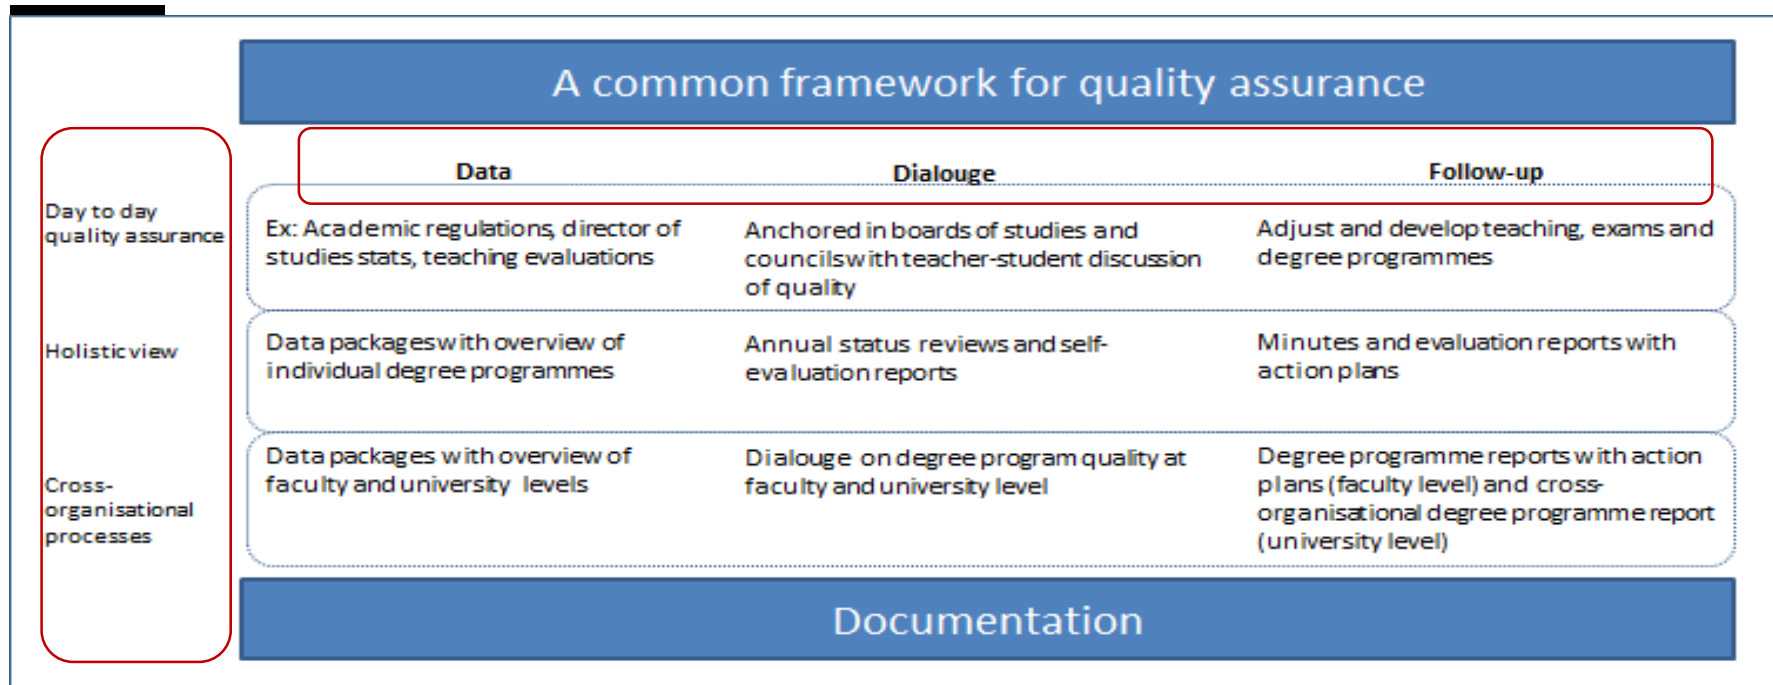 A common framework for quality assurance
Data
Dialouge
Follow-up
Day to day
quality assurance
Ex: Academic regulations, director of
studies stats, teaching evaluations
Anchored in boards of studies and
councils with teacher-student discussion
of quality
Adjust and develop teaching, exams and
degree programmes
Holistic view
Data packages with overview of
individual degree programmes
Annual status reviews and self-
evaluation reports
Minutes and evaluation reports with
action plans
Cross-
organisational
processes
Data packages with overview of
faculty and university levels
Dialouge on degree program quality at
faculty and university level
Degree programme reports with action
plans (faculty level) and cross-
organisational degree programme report
(university level)
Documentation